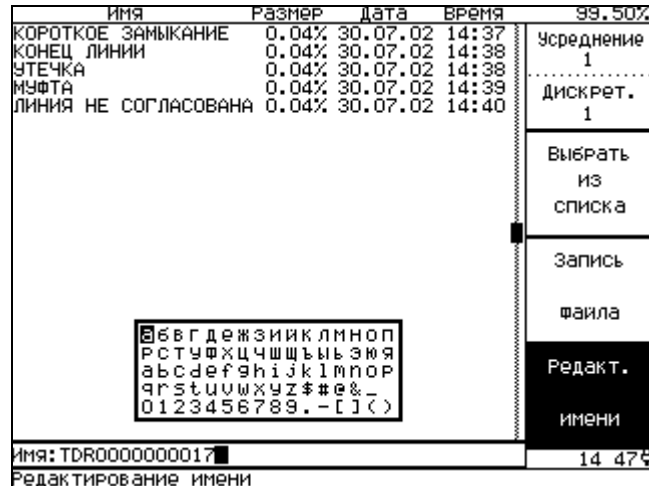 Имя Размер Дата Время 99.50%
КОРОТКОЕ ЗАМЫКАНИЕ 0.04% 30.07.02 14:37
КОНЕЦ ЛИНИИ 0.04% 30.07.02 14:38
УТЕЧКА 0.04% 30.07.02 14:38
МУФТА 0.04% 30.07.02 14:39
ЛИНИЯ НЕ СОГЛАСОВАНА 0.04% 30.07.02 14:40
Усреднение
1
Дискрет.
1
Выбрать
из
списка
Запись
файла
Редакт.
имени
абвгдежзийклмноп
рстуфхцчшщъыьэюя
abcdefghijklmnop
qrstuvwxyz$#@&_
0123456789.-[]()
Имя:TDR0000000017
14 47
Редактирование имени